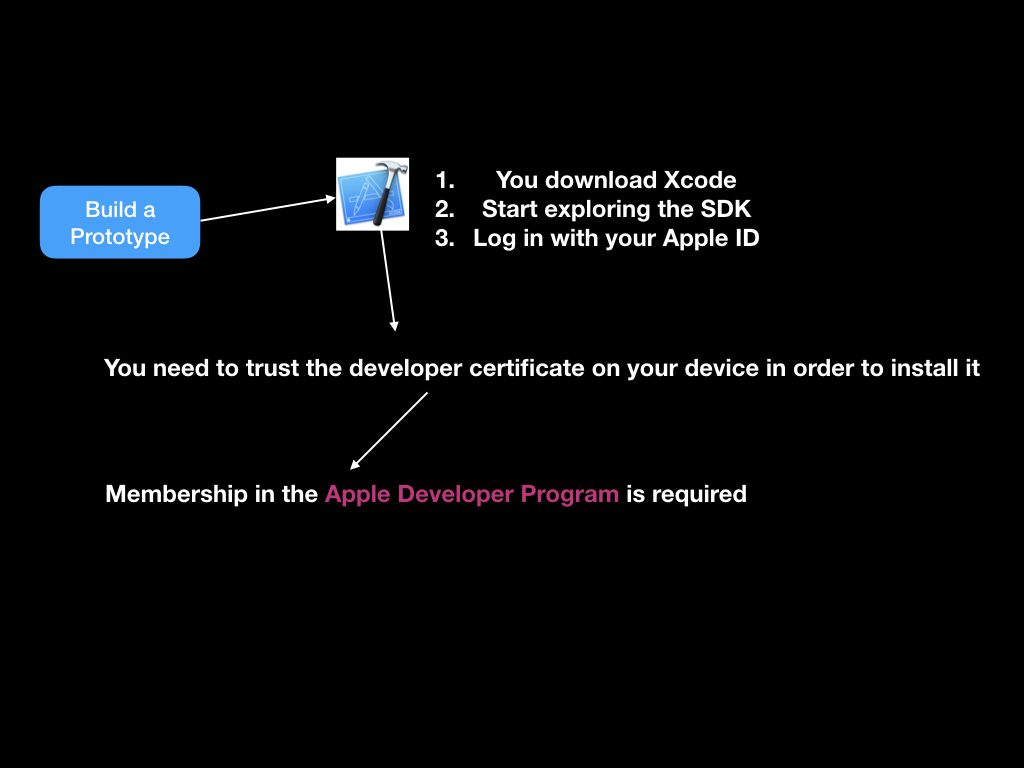 Build a
Prototype
1. You download Xcode
2. Start exploring the SDK
3. Log in with your Apple ID
You need to trust the developer certificate on your device in order to install it
Membership in the Apple Developer Program is required